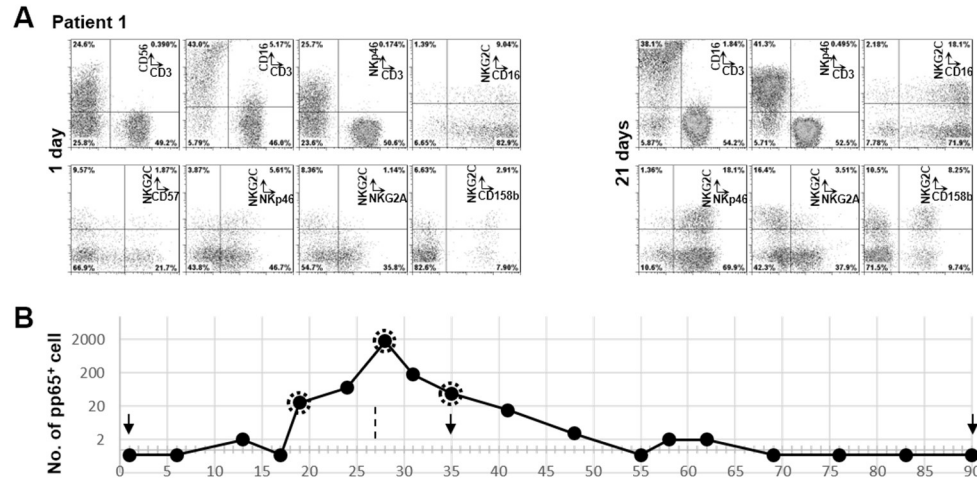 A Patient 1
1 day
24.6% 0.390% CD56 CD3 25.8% 49.2%
43.0% 5.17% CD16 CD3 5.79% 46.0%
25.7% 0.174% NKp46 CD3 23.6% 50.6%
1.39% 9.04% NKG2C CD16 6.65% 82.9%
9.57% 1.87% NKG2C CD57 66.9% 21.7%
3.87% 5.61% NKG2C NKp46 43.8% 46.7%
8.36% 1.14% NKG2C NKG2A 54.7% 35.8%
6.63% 2.91% NKG2C CD158b 82.6% 7.90%
21 days
38.1% 1.84% CD16 CD3 5.87% 54.2%
41.3% 0.495% NKp46 CD3 5.71% 52.5%
2.18% 18.1% NKG2C CD16 7.78% 71.9%
1.36% 18.1% NKG2C NKp46 10.6% 69.9%
16.4% 3.51% NKG2C NKG2A 42.3% 37.9%
10.5% 8.25% NKG2C CD158b 71.5% 9.74%
B
No. of pp65⁺ cell
2000
200
20
2
0 5 10 15 20 25 30 35 40 45 50 55 60 65 70 75 80 85 90